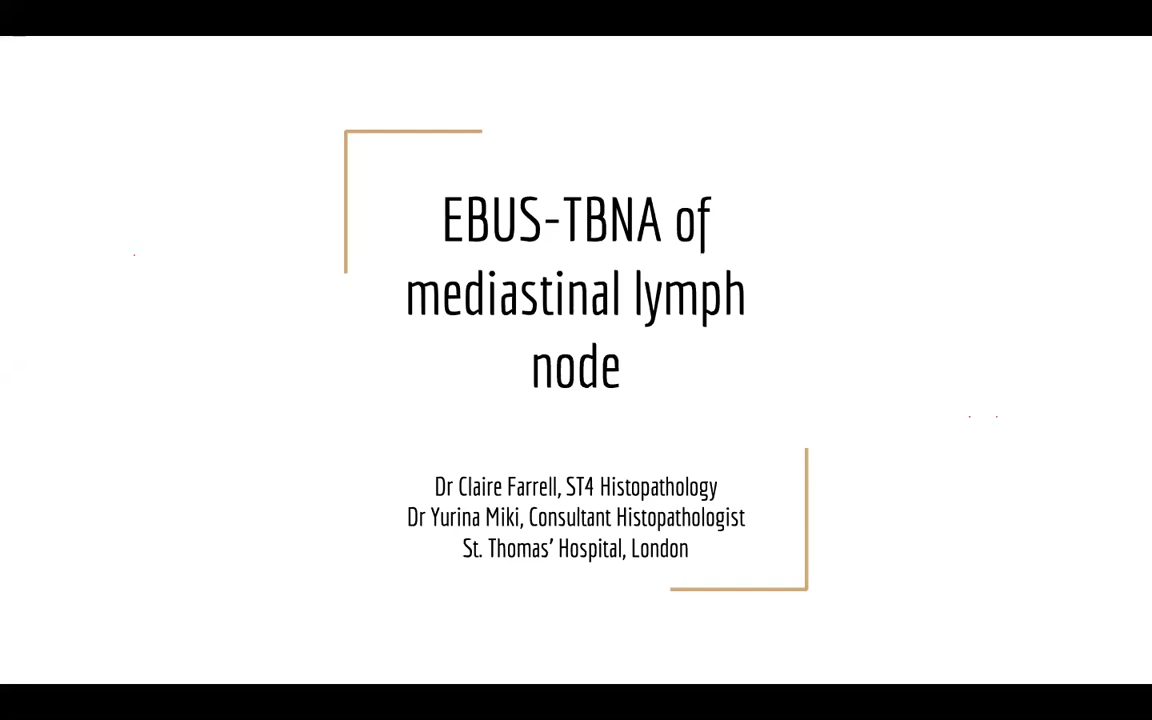 EBUS-TBNA of
mediastinal lymph
node
Dr Claire Farrell, ST4 Histopathology
Dr Yurina Miki, Consultant Histopathologist
St. Thomas’ Hospital, London